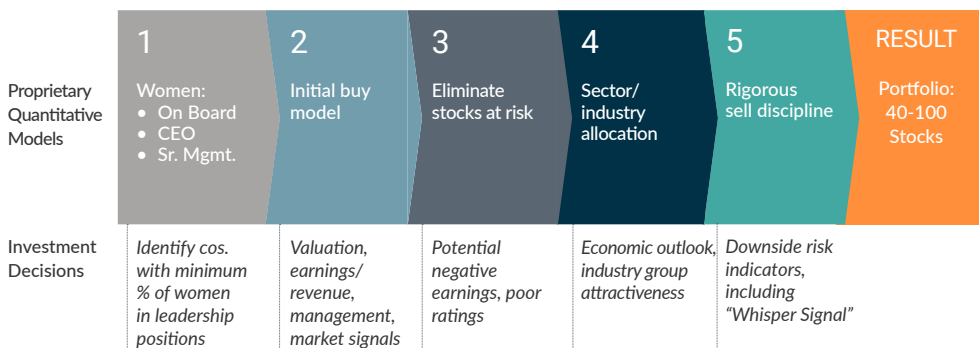 Proprietary
Quantitative
Models
1
Women:
• On Board
• CEO
• Sr. Mgmt.
2
Initial buy
model
3
Eliminate
stocks at risk
4
Sector/
industry
allocation
5
Rigorous
sell discipline
RESULT
Portfolio:
40-100
Stocks
Investment
Decisions
Identify cos.
with minimum
% of women
in leadership
positions
Valuation,
earnings/
revenue,
management,
market signals
Potential
negative
earnings, poor
ratings
Economic outlook,
industry group
attractiveness
Downside risk
indicators,
including
“Whisper Signal”